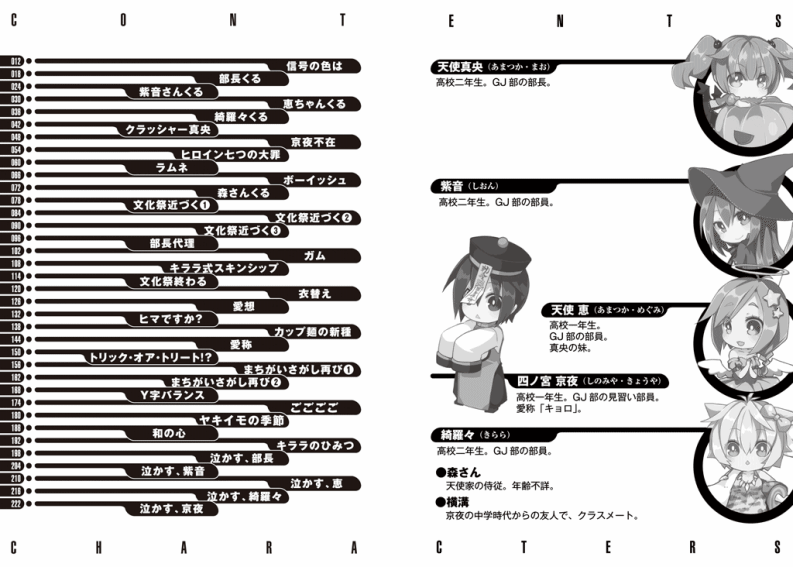 CONTENTS
012 信号の色は
018 部長くる
024 紫音さんくる
030 恵ちゃんくる
036 綺羅々くる
042 クラッシャー真央
048 京夜不在
054 ヒロイン七つの大罪
060 ラムネ
066 ボーイッシュ
072 森さんくる
078 文化祭近づく❶
084 文化祭近づく❷
090 文化祭近づく❸
096 部長代理
102 ガム
108 キララ式スキンシップ
114 文化祭終わる
120 衣替え
126 愛想
132 ヒマですか?
138 カップ麺の新種
144 愛称
150 トリック・オア・トリート!?
156 まちがいさがし再び❶
162 まちがいさがし再び❷
168 Y字バランス
174 ごごごご
180 ヤキイモの季節
186 和の心
192 キララのひみつ
198 泣かす、部長
204 泣かす、紫音
210 泣かす、恵
216 泣かす、綺羅々
222 泣かす、京夜
天使真央(あまつか・まお)
高校二年生。GJ部の部長。
紫音(しおん)
高校二年生。GJ部の部員。
天使 恵(あまつか・めぐみ)
高校一年生。
GJ部の部員。
真央の妹。
四ノ宮 京夜(しのみや・きょうや)
高校一年生。GJ部の見習い部員。
愛称「キョロ」。
綺羅々(きらら)
高校二年生。GJ部の部員。
●森さん
天使家の侍従。年齢不詳。
●横溝
京夜の中学時代からの友人で、クラスメート。
CHARACTERS